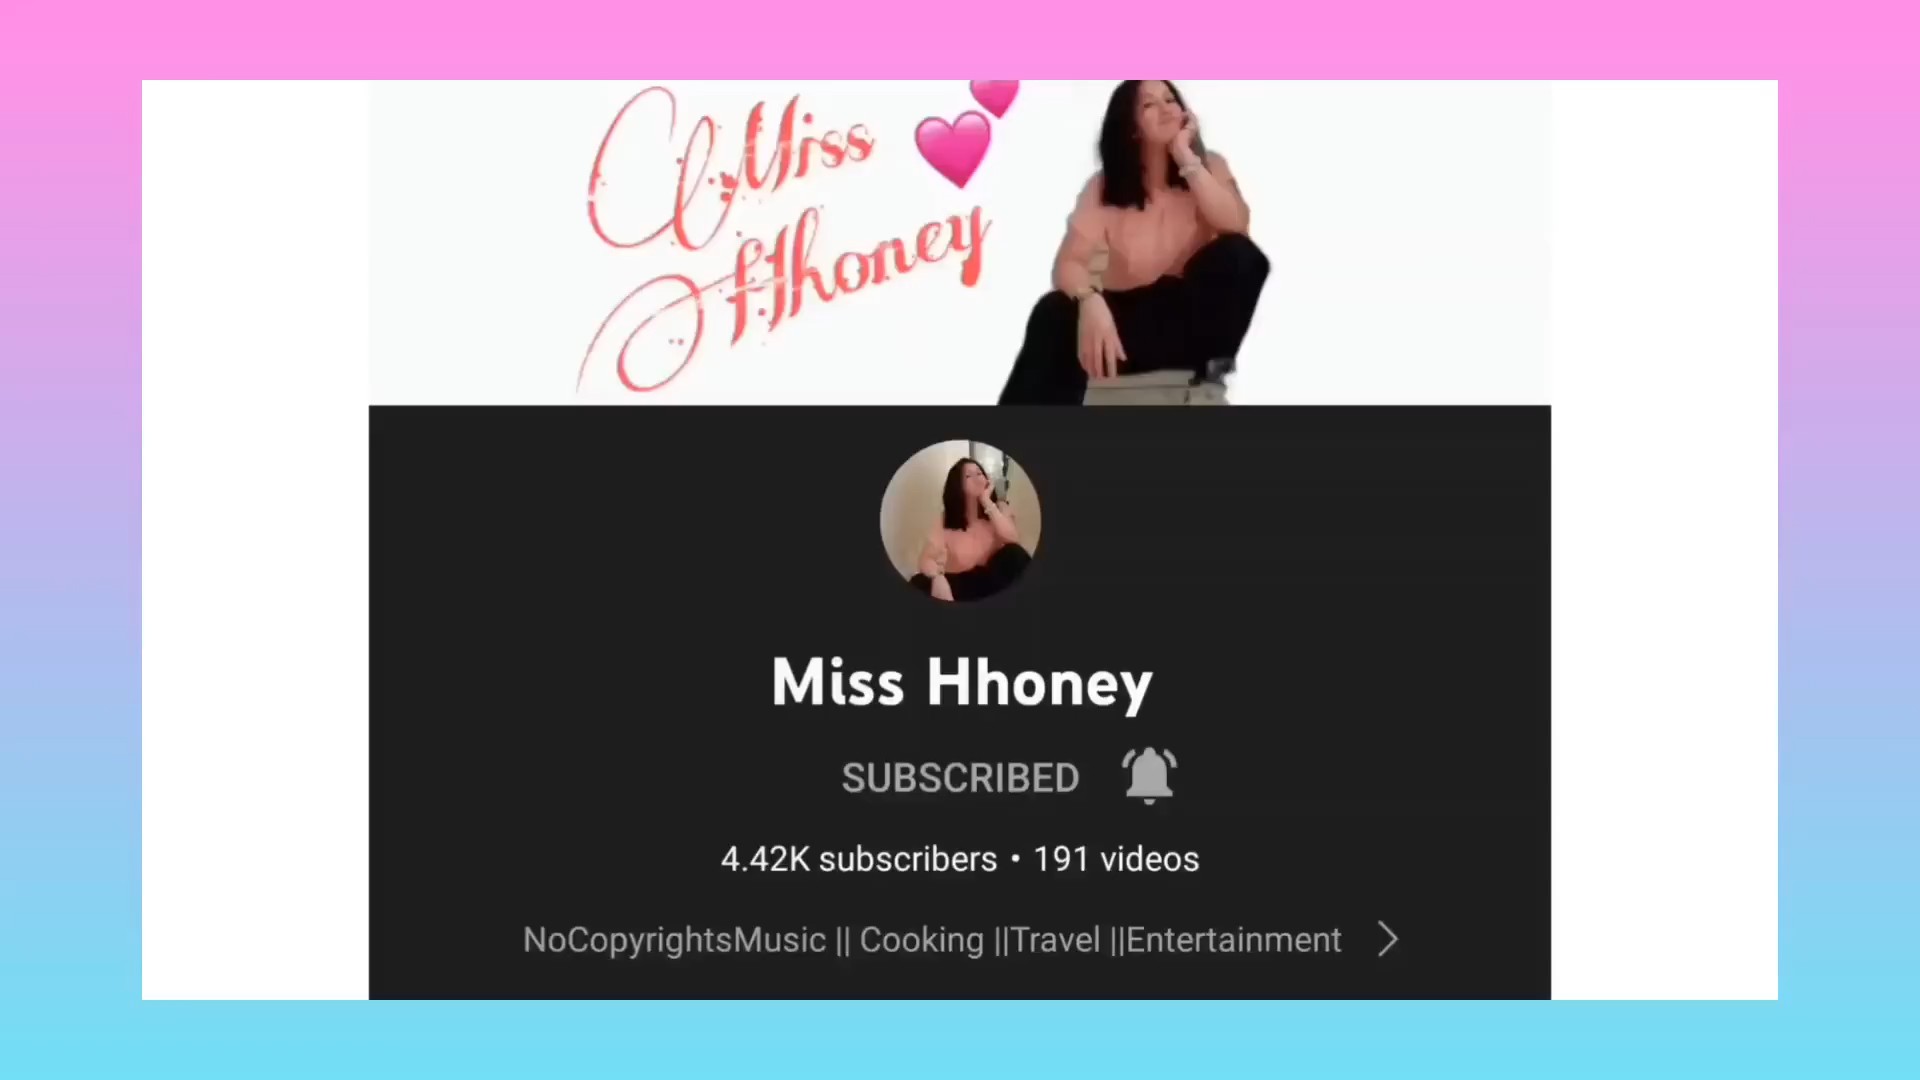 Miss
Hhoney
Miss Hhoney
SUBSCRIBED
4.42K subscribers • 191 videos
NoCopyrightsMusic || Cooking ||Travel ||Entertainment